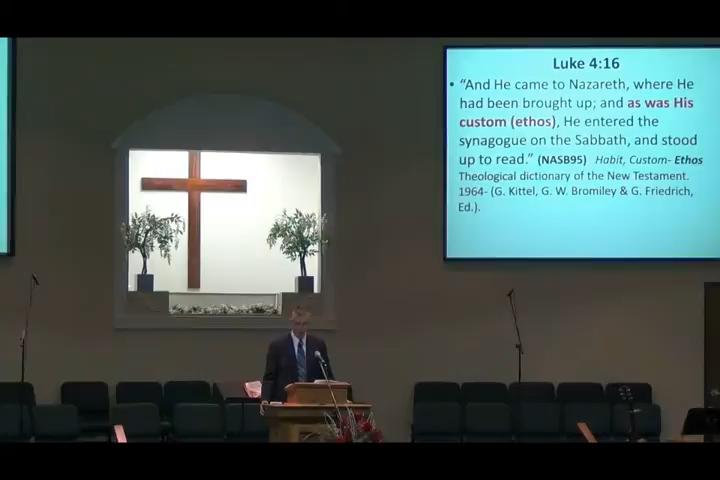 Luke 4:16
• “And He came to Nazareth, where He
had been brought up; and as was His
custom (ethos), He entered the
synagogue on the Sabbath, and stood
up to read.” (NASB95) Habit, Custom- Ethos
Theological dictionary of the New Testament.
1964- (G. Kittel, G. W. Bromiley & G. Friedrich,
Ed.).